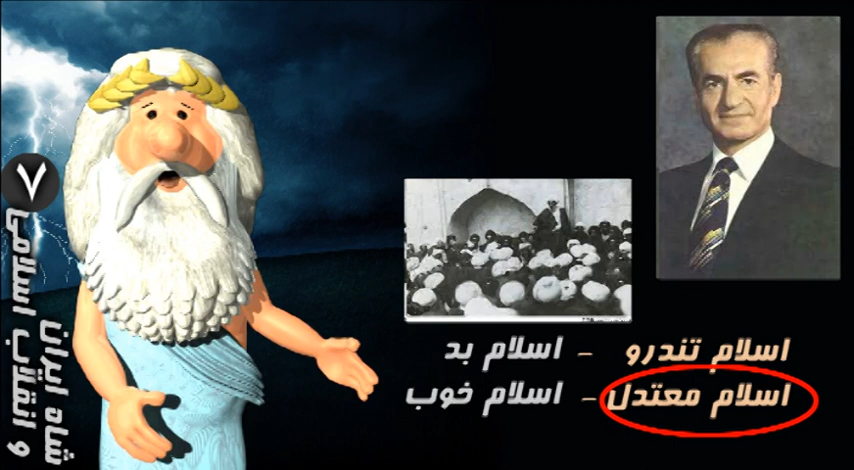 اسلام تندرو – اسلام بد
اسلام معتدل – اسلام خوب
۷
شاه ایران
و انقلاب اسلامی